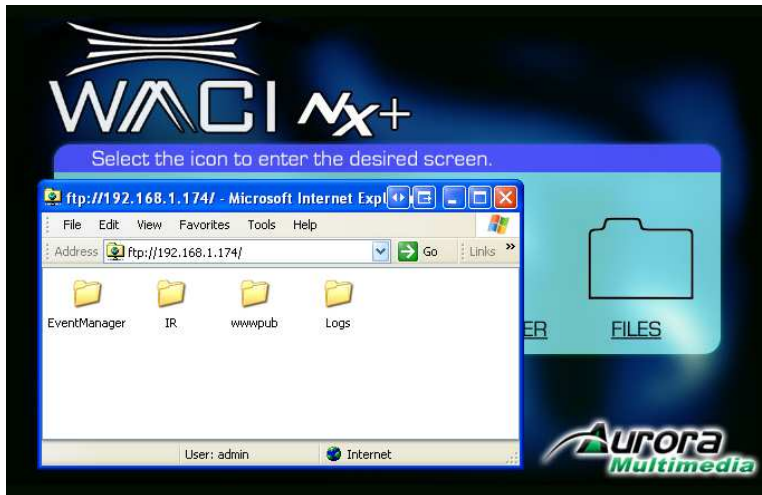 WACI NX+
Select the icon to enter the desired screen.
ftp://192.168.1.174/ - Microsoft Internet Expl
File Edit View Favorites Tools Help
Address ftp://192.168.1.174/ Go Links »
EventManager IR wwwpub Logs
ER FILES
User: admin Internet
Aurora
Multimedia